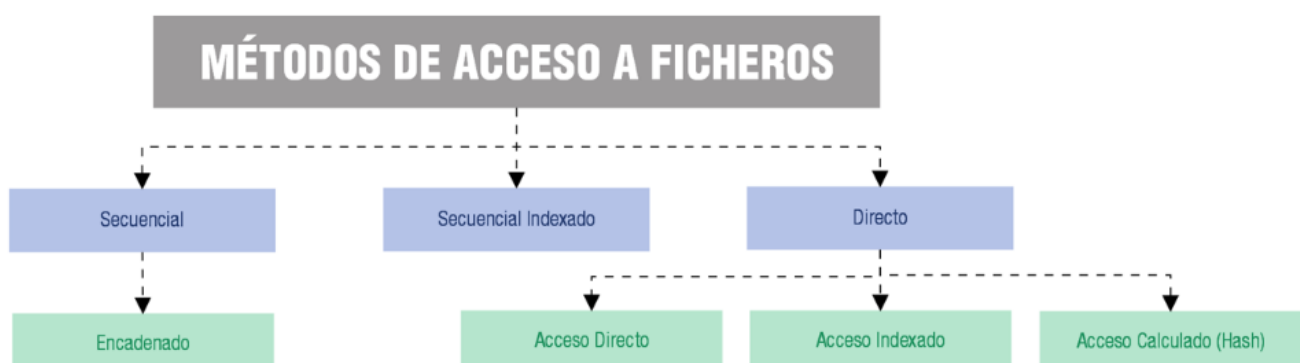 MÉTODOS DE ACCESO A FICHEROS
Secuencial
Secuencial Indexado
Directo
Encadenado
Acceso Directo
Acceso Indexado
Acceso Calculado (Hash)